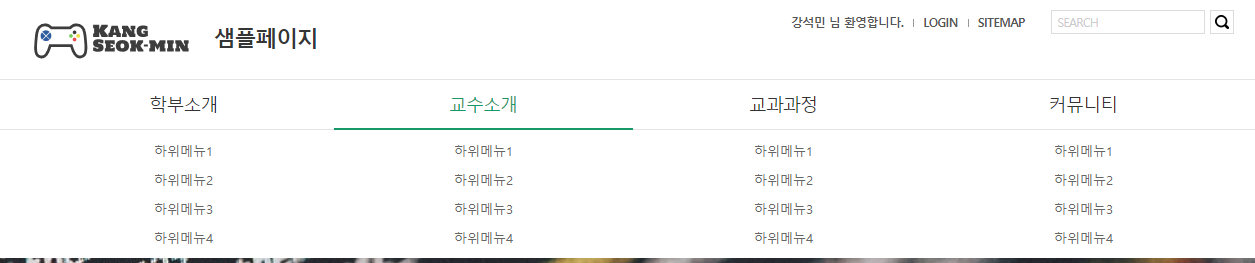 KANG
SEOK-MIN
샘플페이지
강석민 님 환영합니다. | LOGIN | SITEMAP
SEARCH
학부소개 교수소개 교과과정 커뮤니티
하위메뉴1 하위메뉴1 하위메뉴1 하위메뉴1
하위메뉴2 하위메뉴2 하위메뉴2 하위메뉴2
하위메뉴3 하위메뉴3 하위메뉴3 하위메뉴3
하위메뉴4 하위메뉴4 하위메뉴4 하위메뉴4